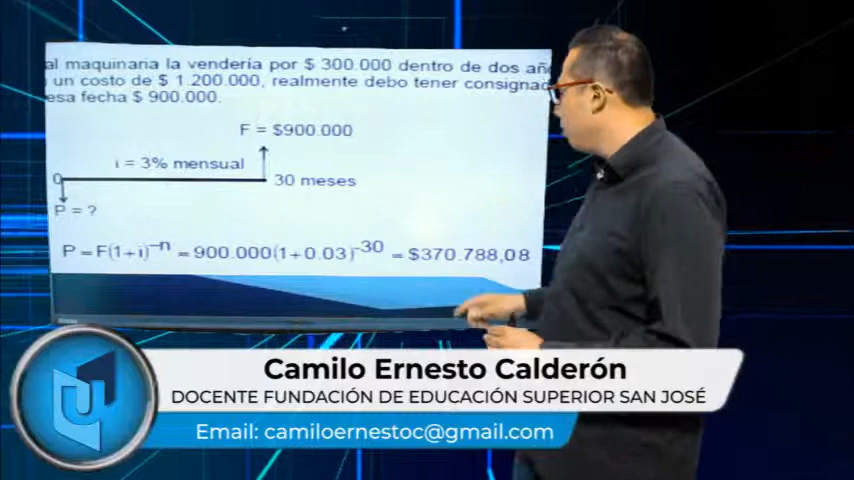 al maquinaria la vendería por $ 300.000 dentro de dos añ
un costo de $ 1.200.000, realmente debo tener consignad
esa fecha $ 900.000.
F = $900.000
i = 3% mensual
0
30 meses
P = ?
P = F(1+i)^-n = 900.000(1+0.03)^-30 = $370.788,08
Camilo Ernesto Calderón
DOCENTE FUNDACIÓN DE EDUCACIÓN SUPERIOR SAN JOSÉ
Email: camiloernestoc@gmail.com